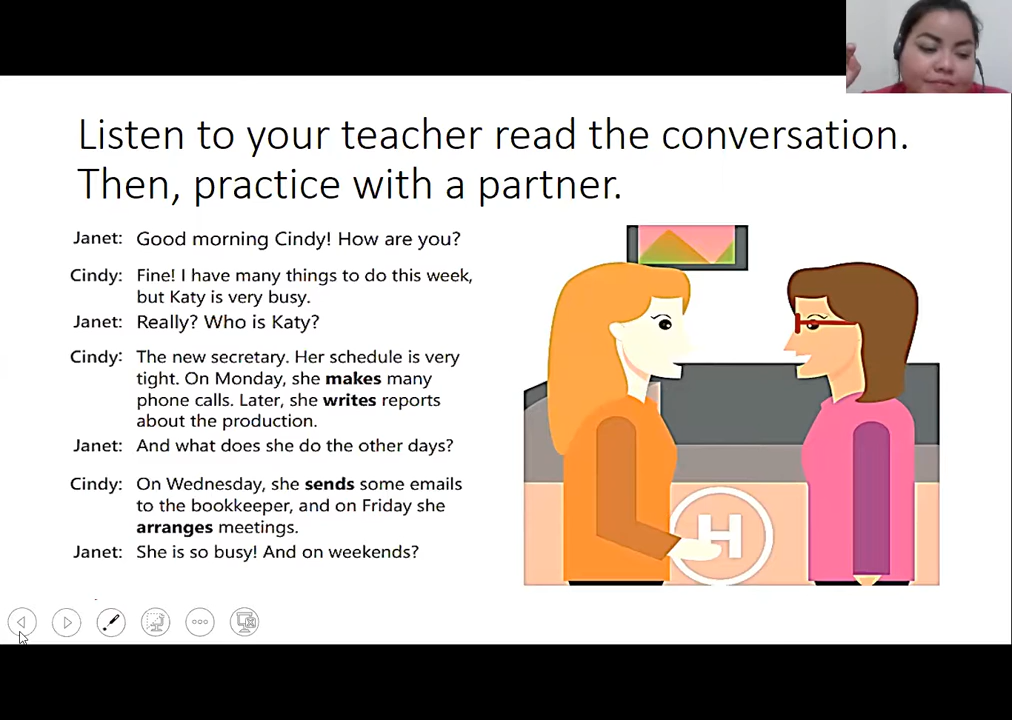 Listen to your teacher read the conversation.
Then, practice with a partner.
Janet: Good morning Cindy! How are you?
Cindy: Fine! I have many things to do this week,
but Katy is very busy.
Janet: Really? Who is Katy?
Cindy: The new secretary. Her schedule is very
tight. On Monday, she makes many
phone calls. Later, she writes reports
about the production.
Janet: And what does she do the other days?
Cindy: On Wednesday, she sends some emails
to the bookkeeper, and on Friday she
arranges meetings.
Janet: She is so busy! And on weekends?
H